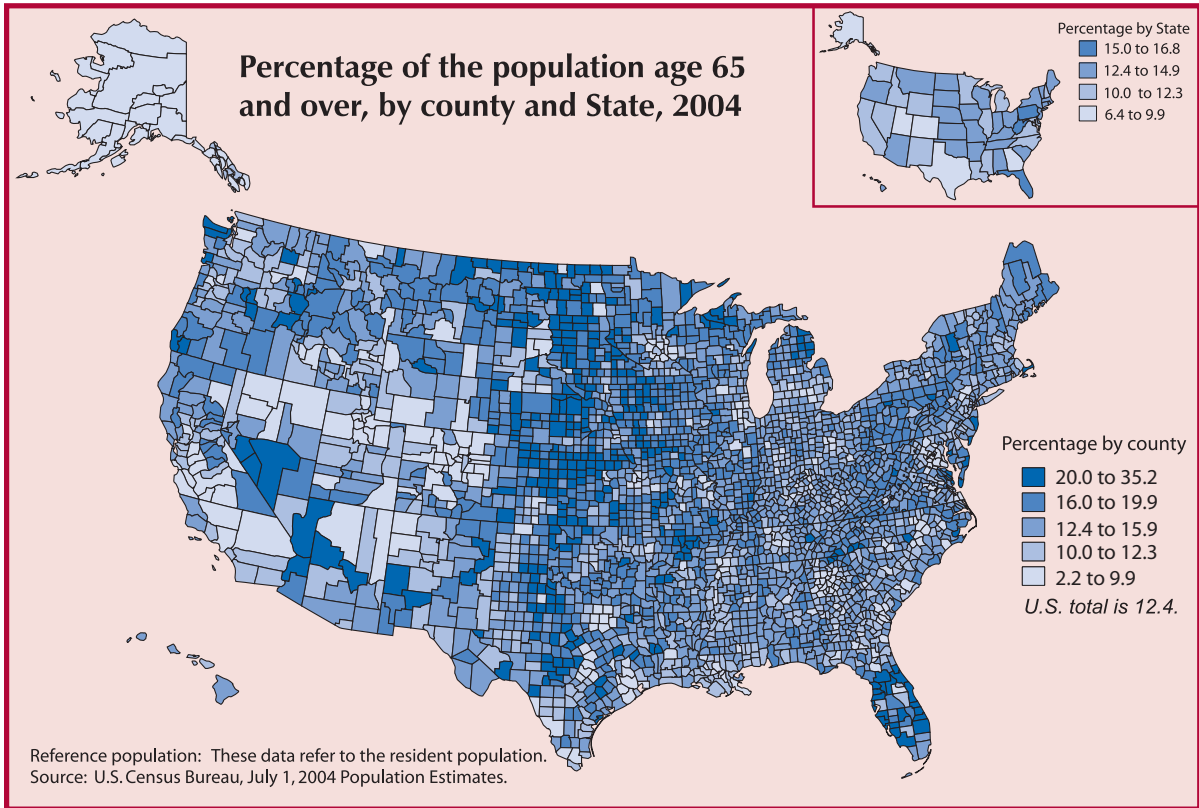 Percentage of the population age 65
and over, by county and State, 2004
Percentage by State
15.0 to 16.8
12.4 to 14.9
10.0 to 12.3
6.4 to 9.9
Percentage by county
20.0 to 35.2
16.0 to 19.9
12.4 to 15.9
10.0 to 12.3
2.2 to 9.9
U.S. total is 12.4.
Reference population: These data refer to the resident population.
Source: U.S. Census Bureau, July 1, 2004 Population Estimates.